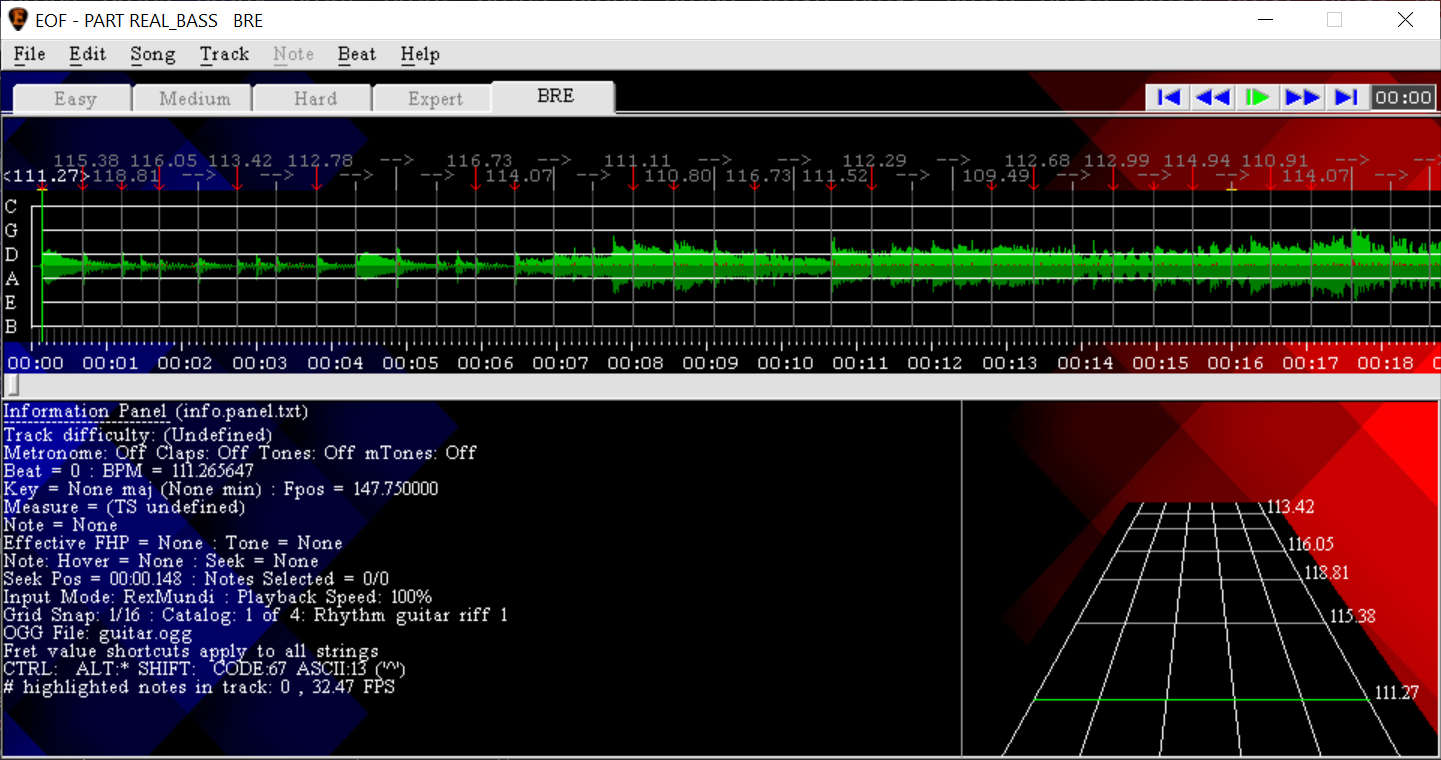 EOF - PART REAL_BASS   BRE
File Edit Song Track Note Beat Help
Easy Medium Hard Expert BRE 00:00
115.38 116.05 113.42 112.78 --> 116.73 --> 111.11 --> 112.29 --> 112.68 112.99 114.94 110.91 --> --
<111.27>118.81 --> --> --> --> 114.07 --> 110.80 116.73 111.52 --> 109.49 --> --> 114.07 -->
C
G
D
A
E
B
00:00 00:01 00:02 00:03 00:04 00:05 00:06 00:07 00:08 00:09 00:10 00:11 00:12 00:13 00:14 00:15 00:16 00:17 00:18
Information Panel (info.panel.txt)
Track difficulty: (Undefined)
Metronome: Off Claps: Off Tones: Off mTones: Off
Beat = 0 : BPM = 111.265647
Key = None maj (None min) : Fpos = 147.750000
Measure = (TS undefined)
Note = None
Effective FHP = None : Tone = None
Note: Hover = None : Seek = None
Seek Pos = 00:00.148 : Notes Selected = 0/0
Input Mode: RexMundi : Playback Speed: 100%
Grid Snap: 1/16 : Catalog: 1 of 4: Rhythm guitar riff 1
OGG File: guitar.ogg
Fret value shortcuts apply to all strings
CTRL:  ALT:* SHIFT:  CODE:67 ASCII:13 ('^')
# highlighted notes in track: 0 , 32.47 FPS
113.42
116.05
118.81
115.38
111.27